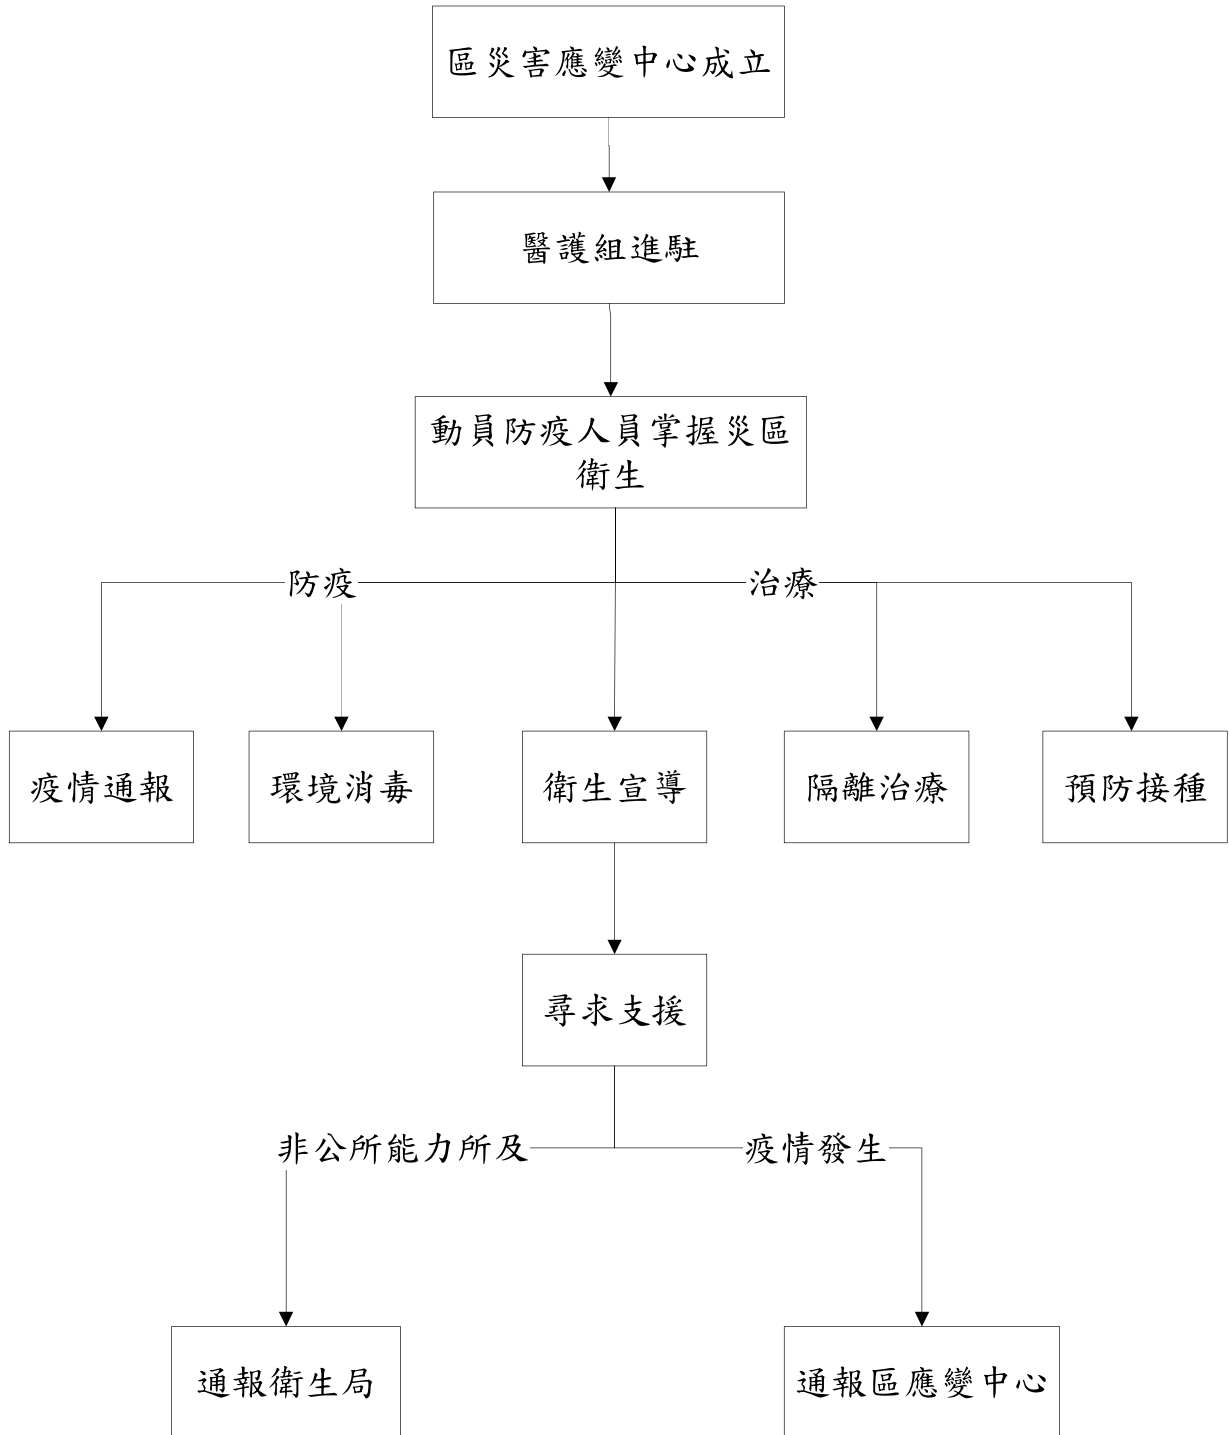 區災害應變中心成立
醫護組進駐
動員防疫人員掌握災區
衛生
防疫
治療
疫情通報
環境消毒
衛生宣導
隔離治療
預防接種
尋求支援
非公所能力所及
疫情發生
通報衛生局
通報區應變中心